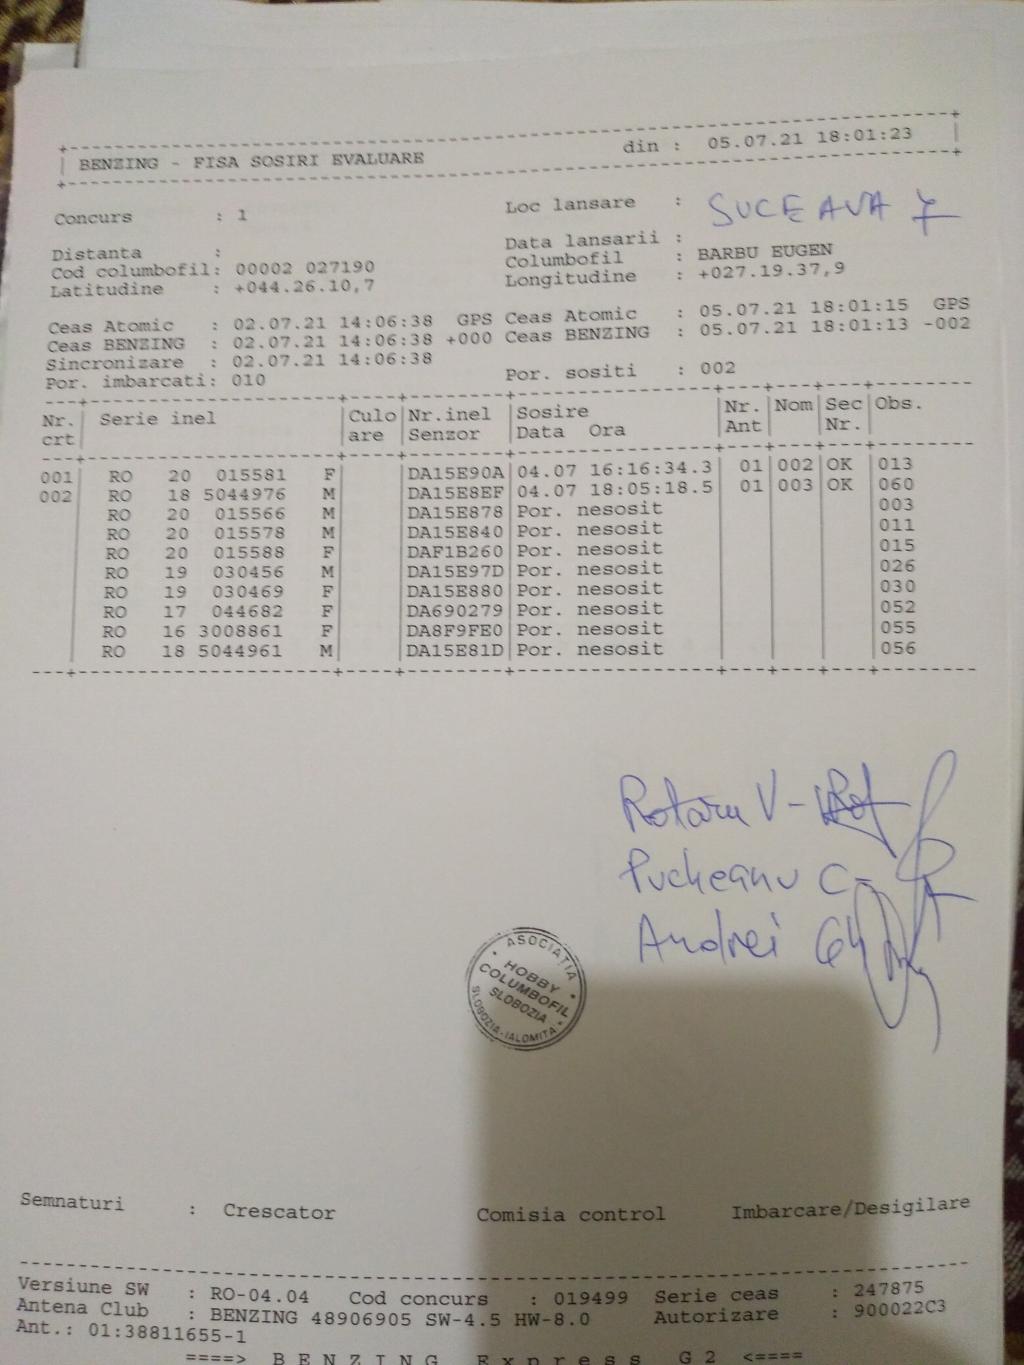 BENZING - FISA SOSIRI EVALUARE din : 05.07.21 18:01:23
Concurs : 1 Loc lansare : SUCEAVA 7
Distanta : Data lansarii :
Cod columbofil: 00002 027190 Columbofil : BARBU EUGEN
Latitudine : +044.26.10,7 Longitudine : +027.19.37,9
Ceas Atomic : 02.07.21 14:06:38 GPS Ceas Atomic : 05.07.21 18:01:15 GPS
Ceas BENZING : 02.07.21 14:06:38 +000 Ceas BENZING : 05.07.21 18:01:13 -002
Sincronizare : 02.07.21 14:06:38
Por. imbarcati: 010 Por. sositi : 002
Nr. Serie inel Culo Nr.inel Sosire Nr. Nom Sec Obs.
crt are Senzor Data Ora Ant Nr.
001 RO 20 015581 F DA15E90A 04.07 16:16:34.3 01 002 OK 013
002 RO 18 5044976 M DA15E8EF 04.07 18:05:18.5 01 003 OK 060
RO 20 015566 M DA15E878 Por. nesosit 003
RO 20 015578 M DA15E840 Por. nesosit 011
RO 20 015588 F DAF1B260 Por. nesosit 015
RO 19 030456 M DA15E97D Por. nesosit 026
RO 19 030469 F DA15E880 Por. nesosit 030
RO 17 044682 F DA690279 Por. nesosit 052
RO 16 3008861 F DA8F9FE0 Por. nesosit 055
RO 18 5044961 M DA15E81D Por. nesosit 056
Rotaru V -
Pucheanu C -
Andrei Gh
ASOCIAŢIA
HOBBY
COLUMBOFIL
SLOBOZIA
SLOBOZIA-IALOMITA
Semnaturi : Crescator Comisia control Imbarcare/Desigilare
Versiune SW : RO-04.04 Cod concurs : 019499 Serie ceas : 247875
Antena Club : BENZING 48906905 SW-4.5 HW-8.0 Autorizare : 900022C3
Ant.: 01:38811655-1
====> B E N Z I N G E x p r e s s G 2 <====